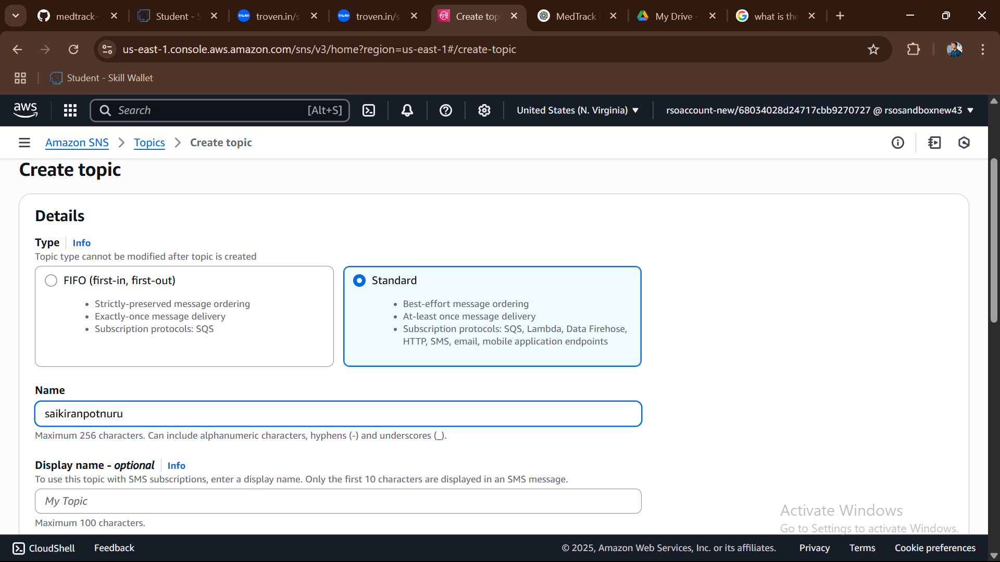 medtrack-
Student - S
troven.in/s
troven.in/s
Create top
MedTrack
My Drive -
what is the
us-east-1.console.aws.amazon.com/sns/v3/home?region=us-east-1#/create-topic
Student - Skill Wallet
aws
Search
[Alt+S]
United States (N. Virginia)
rsoaccount-new/68034028d24717cbb9270727 @ rsosandboxnew43
Amazon SNS
Topics
Create topic
Create topic
Details
Type
Info
Topic type cannot be modified after topic is created
FIFO (first-in, first-out)
Strictly-preserved message ordering
Exactly-once message delivery
Subscription protocols: SQS
Standard
Best-effort message ordering
At-least once message delivery
Subscription protocols: SQS, Lambda, Data Firehose,
HTTP, SMS, email, mobile application endpoints
Name
saikiranpotnuru
Maximum 256 characters. Can include alphanumeric characters, hyphens (-) and underscores (_).
Display name - optional
Info
To use this topic with SMS subscriptions, enter a display name. Only the first 10 characters are displayed in an SMS message.
My Topic
Maximum 100 characters.
Activate Windows
Go to Settings to activate Windows.
CloudShell
Feedback
© 2025, Amazon Web Services, Inc. or its affiliates.
Privacy
Terms
Cookie preferences